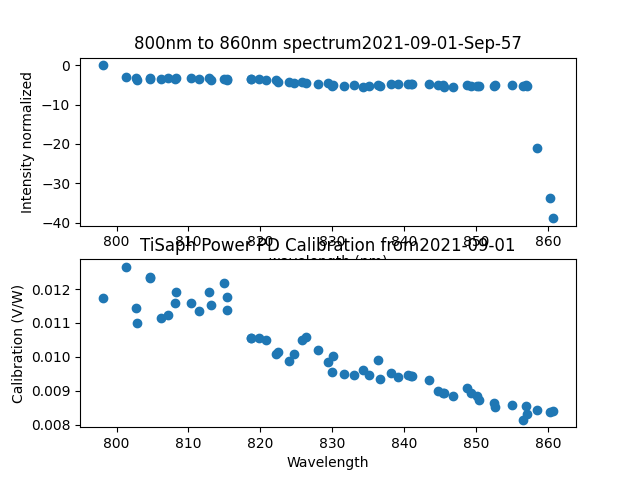 800nm to 860nm spectrum2021-09-01-Sep-57
Intensity normalized
0
−10
−20
−30
−40
800 810 820 830 840 850 860
wavelength (nm)
TiSaph Power PD Calibration from2021-09-01
Calibration (V/W)
0.012
0.011
0.010
0.009
0.008
800 810 820 830 840 850 860
Wavelength